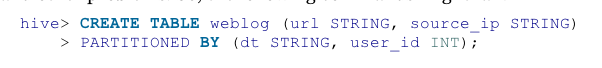 hive> CREATE TABLE weblog (url STRING, source_ip STRING)
> PARTITIONED BY (dt STRING, user_id INT);